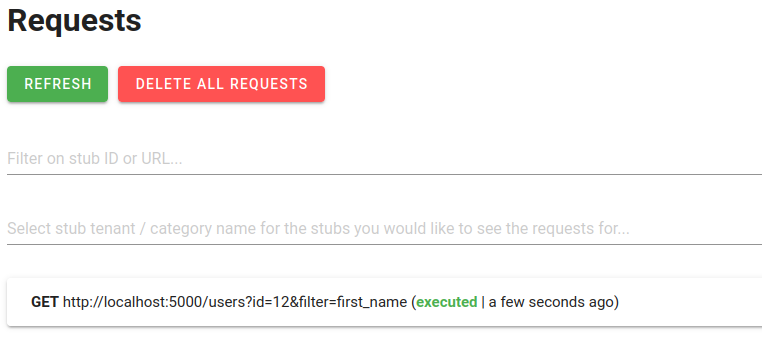 Requests
REFRESH DELETE ALL REQUESTS
Filter on stub ID or URL...
Select stub tenant / category name for the stubs you would like to see the requests for...
GET http://localhost:5000/users?id=12&filter=first_name (executed | a few seconds ago)